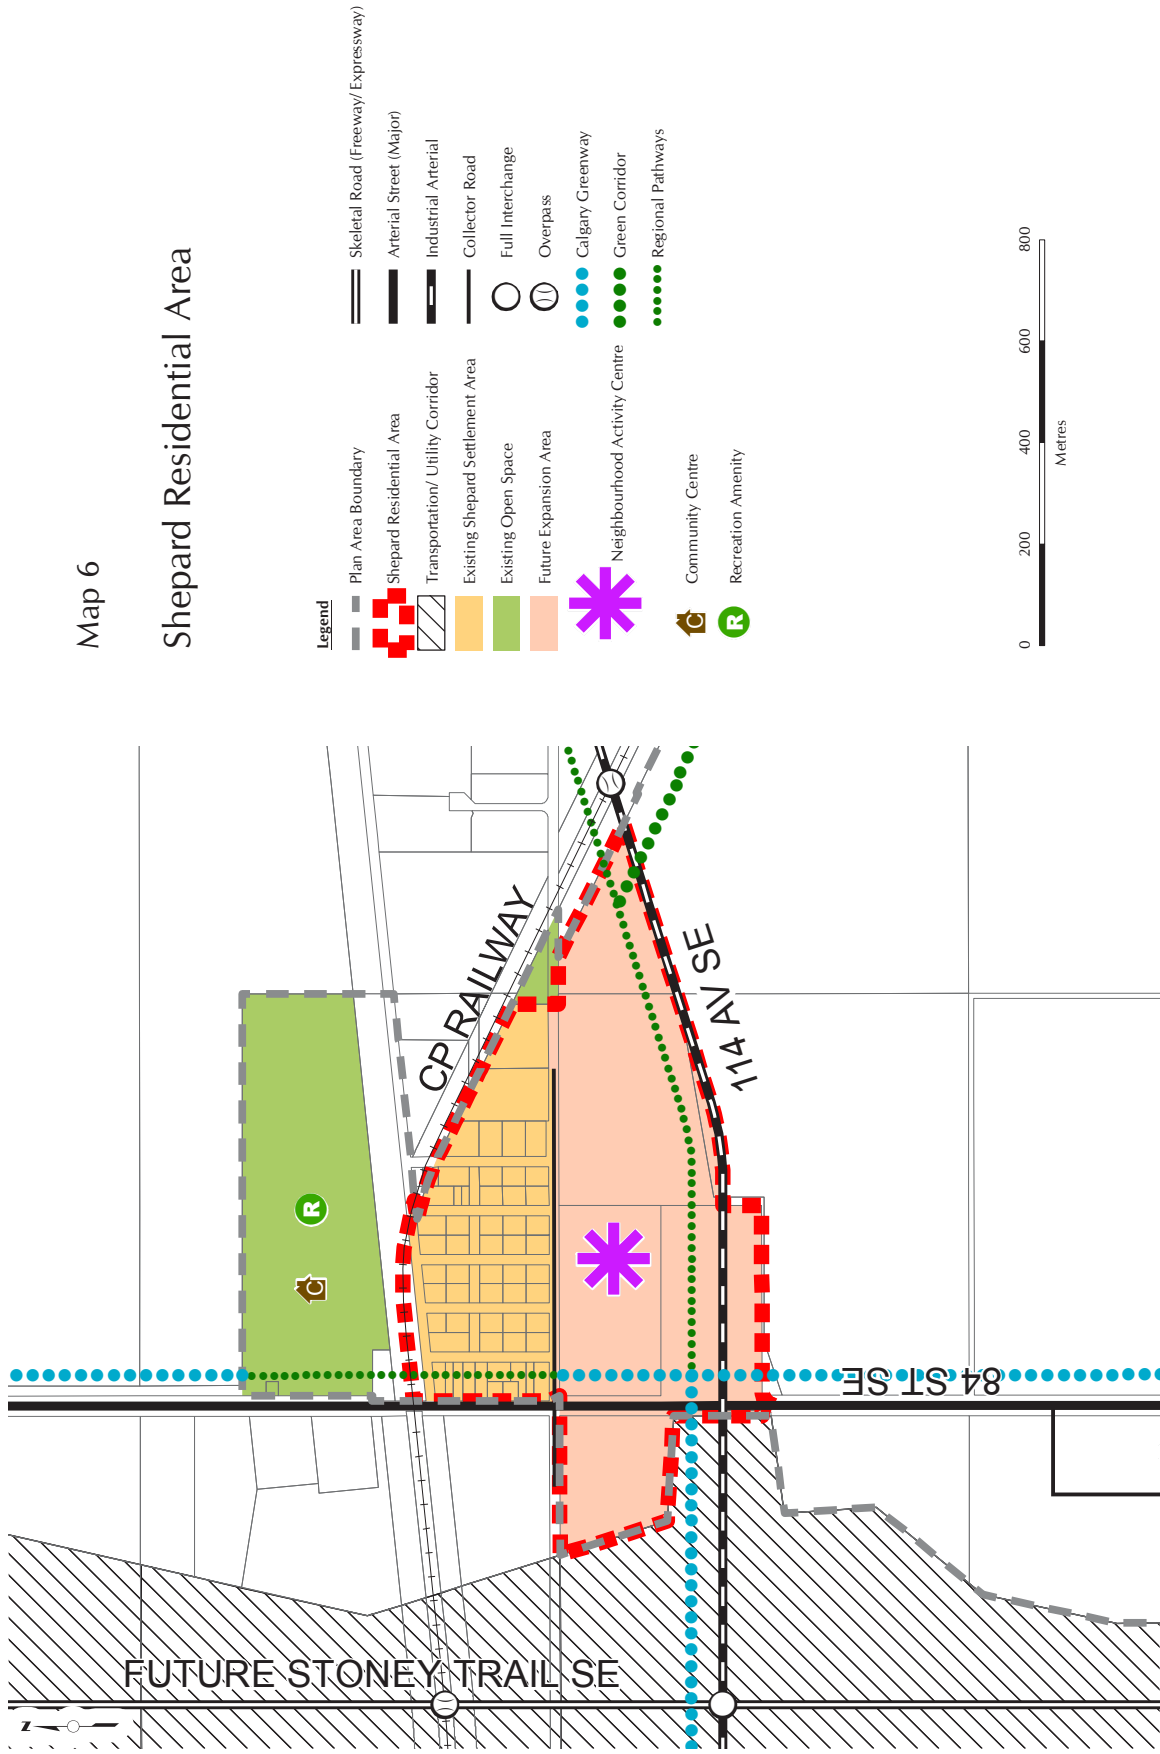 Map 6
Shepard Residential Area
Legend
Plan Area Boundary
Shepard Residential Area
Transportation/ Utility Corridor
Existing Shepard Settlement Area
Existing Open Space
Future Expansion Area
Neighbourhood Activity Centre
C
Community Centre
R
Recreation Amenity
Skeletal Road (Freeway/ Expressway)
Arterial Street (Major)
Industrial Arterial
Collector Road
Full Interchange
Overpass
Calgary Greenway
Green Corridor
Regional Pathways
0 200 400 600 800
Metres
CP RAILWAY
114 AV SE
84 ST SE
FUTURE STONEY TRAIL SE
R
C
N